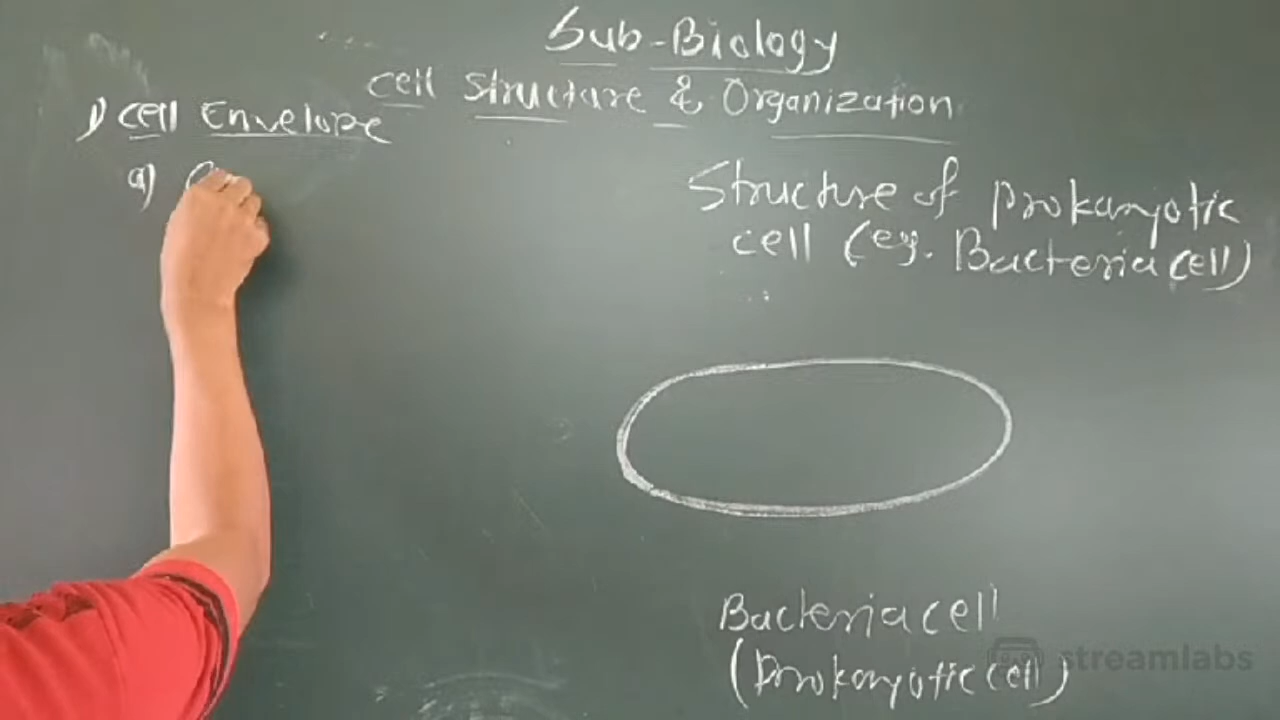 Sub-Biology
Cell Structure & Organization
1) Cell Envelope
a)
Structure of prokaryotic
cell (eg. Bacteria cell)
Bacteria cell
(Prokaryotic cell)
streamlabs